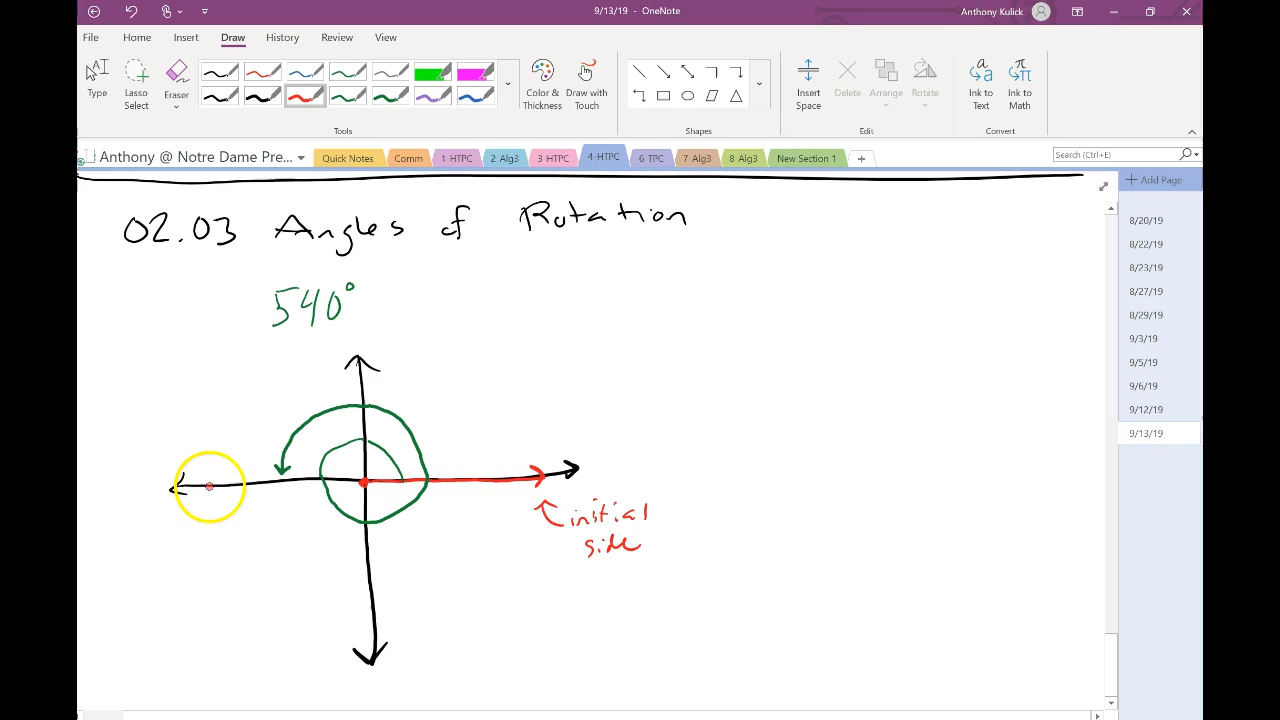 9/13/19 - OneNote
Anthony Kulick
File Home Insert Draw History Review View
Type
Lasso Select
Eraser
Color & Thickness
Draw with Touch
Insert Space
Delete
Arrange
Rotate
Ink to Text
Ink to Math
Tools
Shapes
Edit
Convert
Anthony @ Notre Dame Pre... Quick Notes Comm 1 HTPC 2 Alg3 3 HTPC 4 HTPC 6 TPC 7 Alg3 8 Alg3 New Section 1 +
Search (Ctrl+E)
+ Add Page
8/20/19
8/22/19
8/23/19
8/27/19
8/29/19
9/3/19
9/5/19
9/6/19
9/12/19
9/13/19
02.03 Angles of Rotation
540°
initial
side